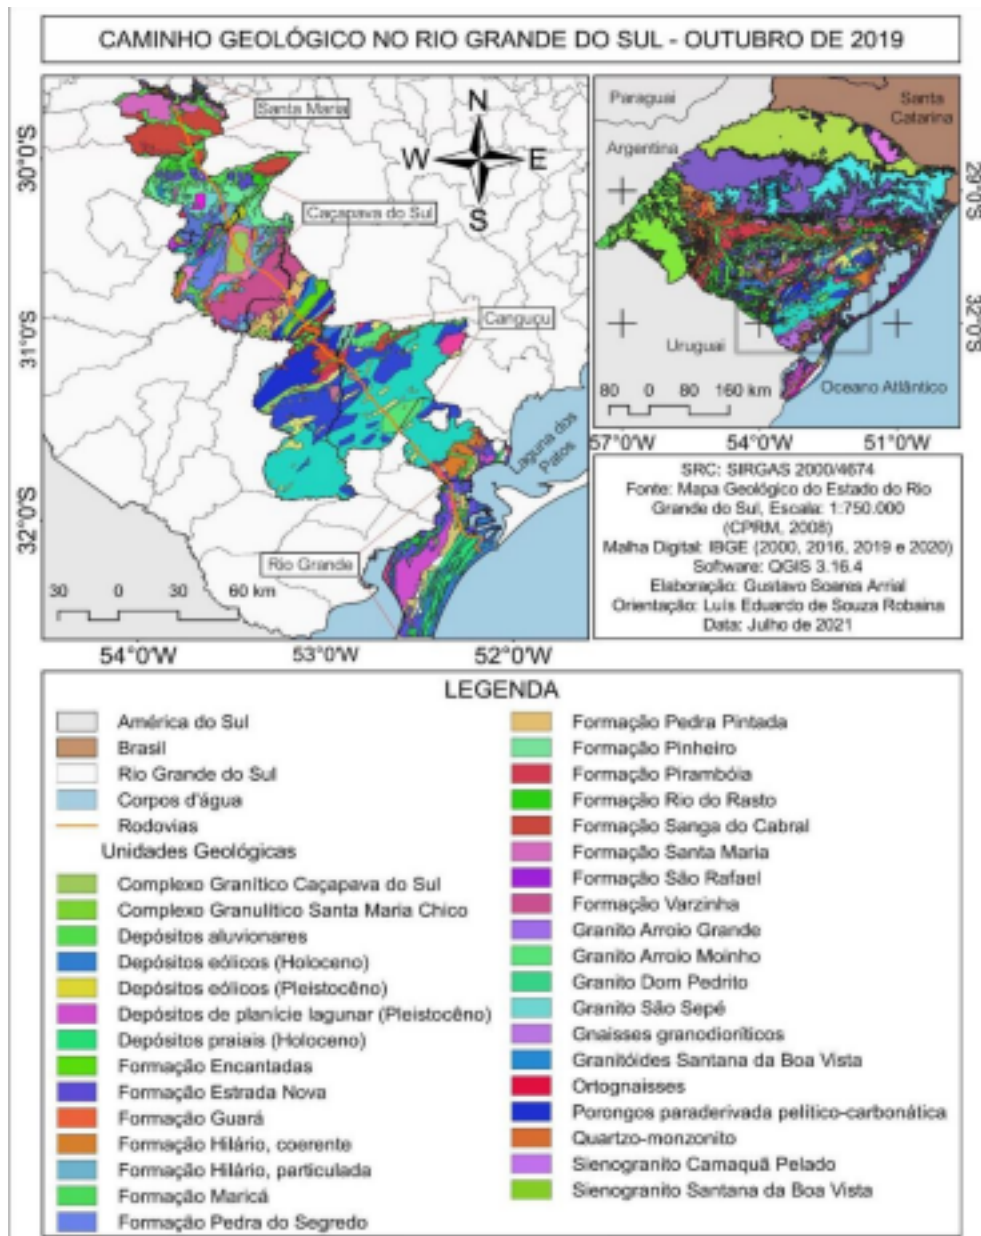 CAMINHO GEOLÓGICO NO RIO GRANDE DO SUL - OUTUBRO DE 2019
Santa Maria
Caçapava do Sul
Canguçu
Rio Grande
Laguna dos
Patos
N
W
E
S
30°0'S
31°0'S
32°0'S
30
0
30
60 km
54°0'W
53°0'W
52°0'W
Paraguai
Santa
Catarina
Argentina
Uruguai
Oceano Atlântico
80
0
80
160 km
29°0'S
32°0'S
57°0'W
54°0'W
51°0'W
SRC: SIRGAS 2000/4674
Fonte: Mapa Geológico do Estado do Rio
Grande do Sul, Escala: 1:750.000
(CPIRM, 2008)
Malha Digital: IBGE (2000, 2016, 2019 e 2020)
Software: QGIS 3.16.4
Elaboração: Gustavo Soares Arrial
Orientação: Luís Eduardo de Souza Robaina
Data: Julho de 2021
LEGENDA
América do Sul
Brasil
Rio Grande do Sul
Corpos d'água
Rodovias
Unidades Geológicas
Complexo Granítico Caçapava do Sul
Complexo Granulítico Santa Maria Chico
Depósitos aluvionares
Depósitos eólicos (Holoceno)
Depósitos eólicos (Pleistocêno)
Depósitos de planície lagunar (Pleistocêno)
Depósitos praiais (Holoceno)
Formação Encantadas
Formação Estrada Nova
Formação Guará
Formação Hilário, coerente
Formação Hilário, particulada
Formação Maricá
Formação Pedra do Segredo
Formação Pedra Pintada
Formação Pinheiro
Formação Pirambóia
Formação Rio do Rasto
Formação Sanga do Cabral
Formação Santa Maria
Formação São Rafael
Formação Varzinha
Granito Arroio Grande
Granito Arroio Moinho
Granito Dom Pedrito
Granito São Sepé
Gnaisses granodioríticos
Granitóides Santana da Boa Vista
Ortognaisses
Porongos paraderivada pelítico-carbonática
Quartzo-monzonito
Sienogranito Camaquã Pelado
Sienogranito Santana da Boa Vista